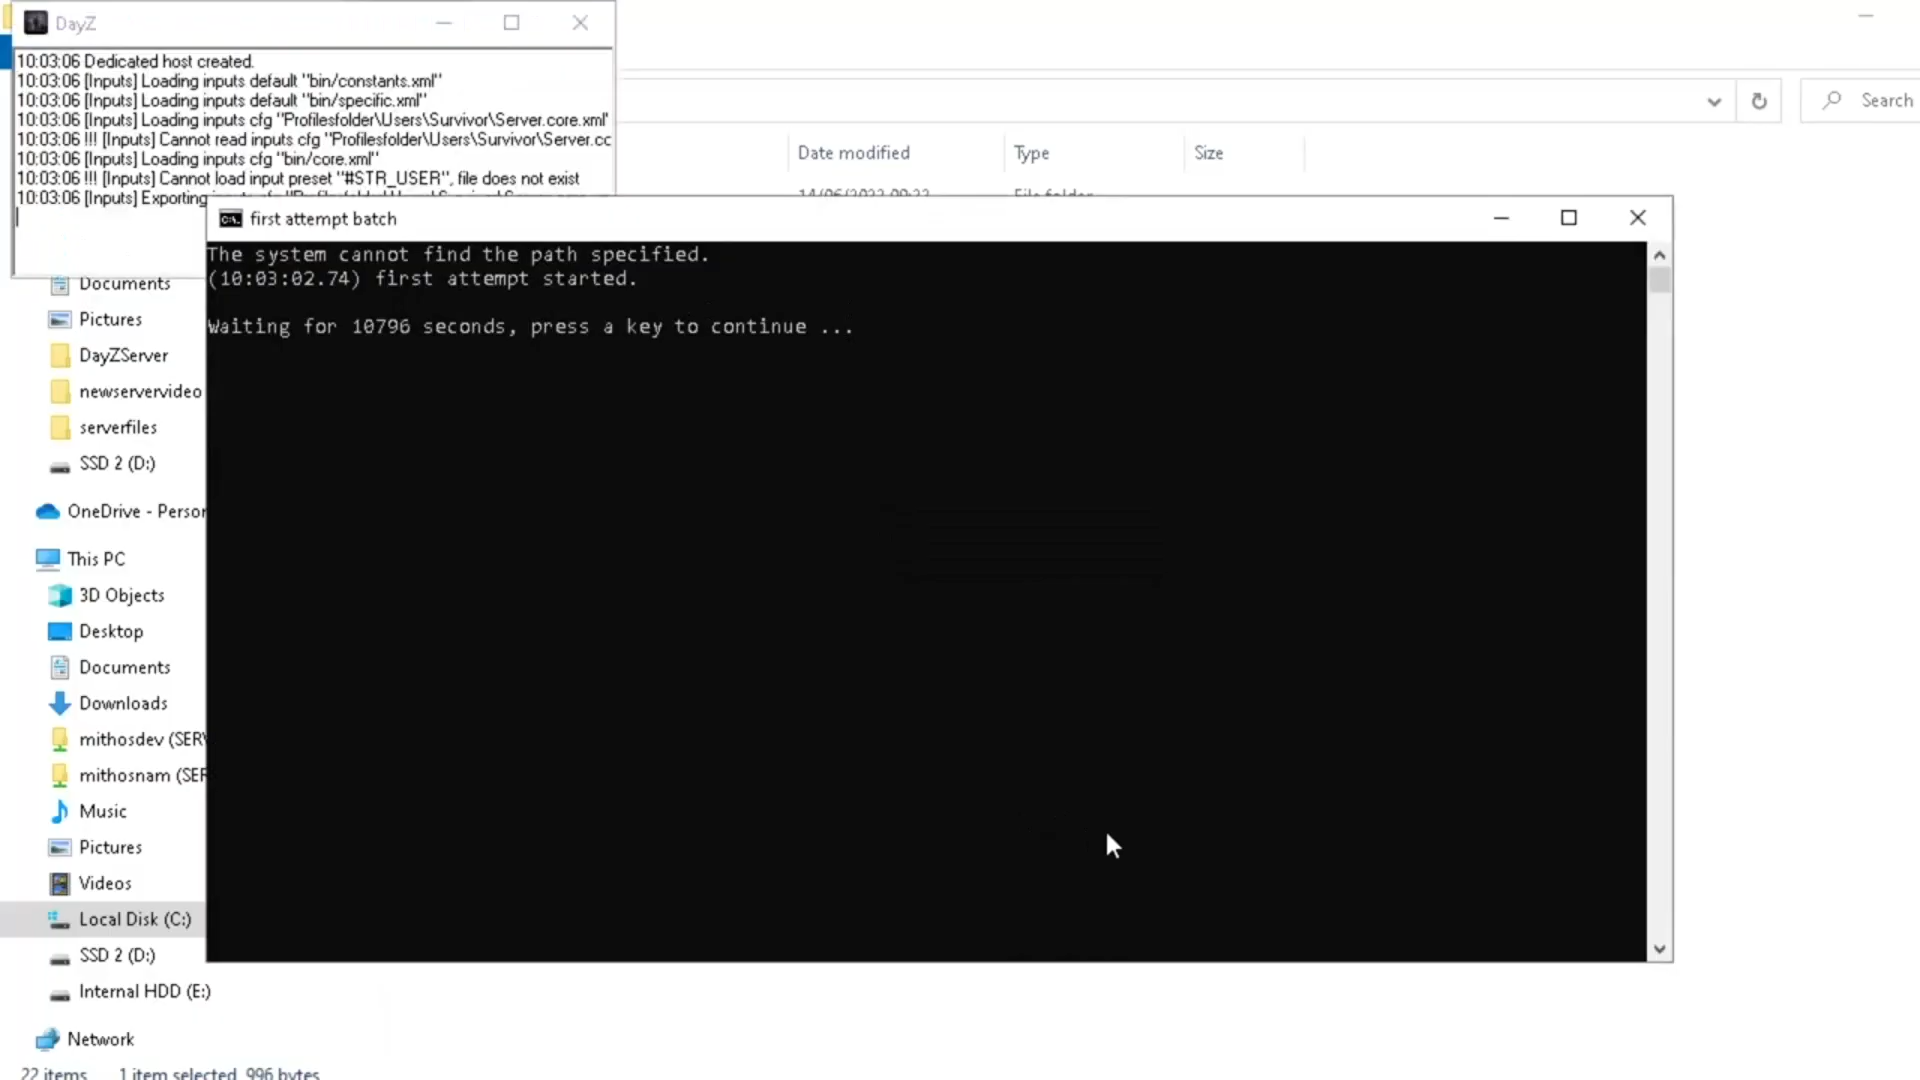 DayZ
10:03:06 Dedicated host created.
10:03:06 [Inputs] Loading inputs default "bin/constants.xml"
10:03:06 [Inputs] Loading inputs default "bin/specific.xml"
10:03:06 [Inputs] Loading inputs cfg "Profilesfolder\Users\Survivor\Server.core.xml'
10:03:06 !!! [Inputs] Cannot read inputs cfg "Profilesfolder\Users\Survivor\Server.cc
10:03:06 [Inputs] Loading inputs cfg "bin/core.xml"
10:03:06 !!! [Inputs] Cannot load input preset "#STR_USER", file does not exist
10:03:06 [Inputs] Exporting
Search
Date modified Type Size
first attempt batch
The system cannot find the path specified.
(10:03:02.74) first attempt started.
Waiting for 10796 seconds, press a key to continue ...
Documents
Pictures
DayZServer
newservervideo
serverfiles
SSD 2 (D:)
OneDrive - Person
This PC
3D Objects
Desktop
Documents
Downloads
mithosdev (SERV
mithosnam (SER
Music
Pictures
Videos
Local Disk (C:)
SSD 2 (D:)
Internal HDD (E:)
Network
22 items 1 item selected 996 bytes